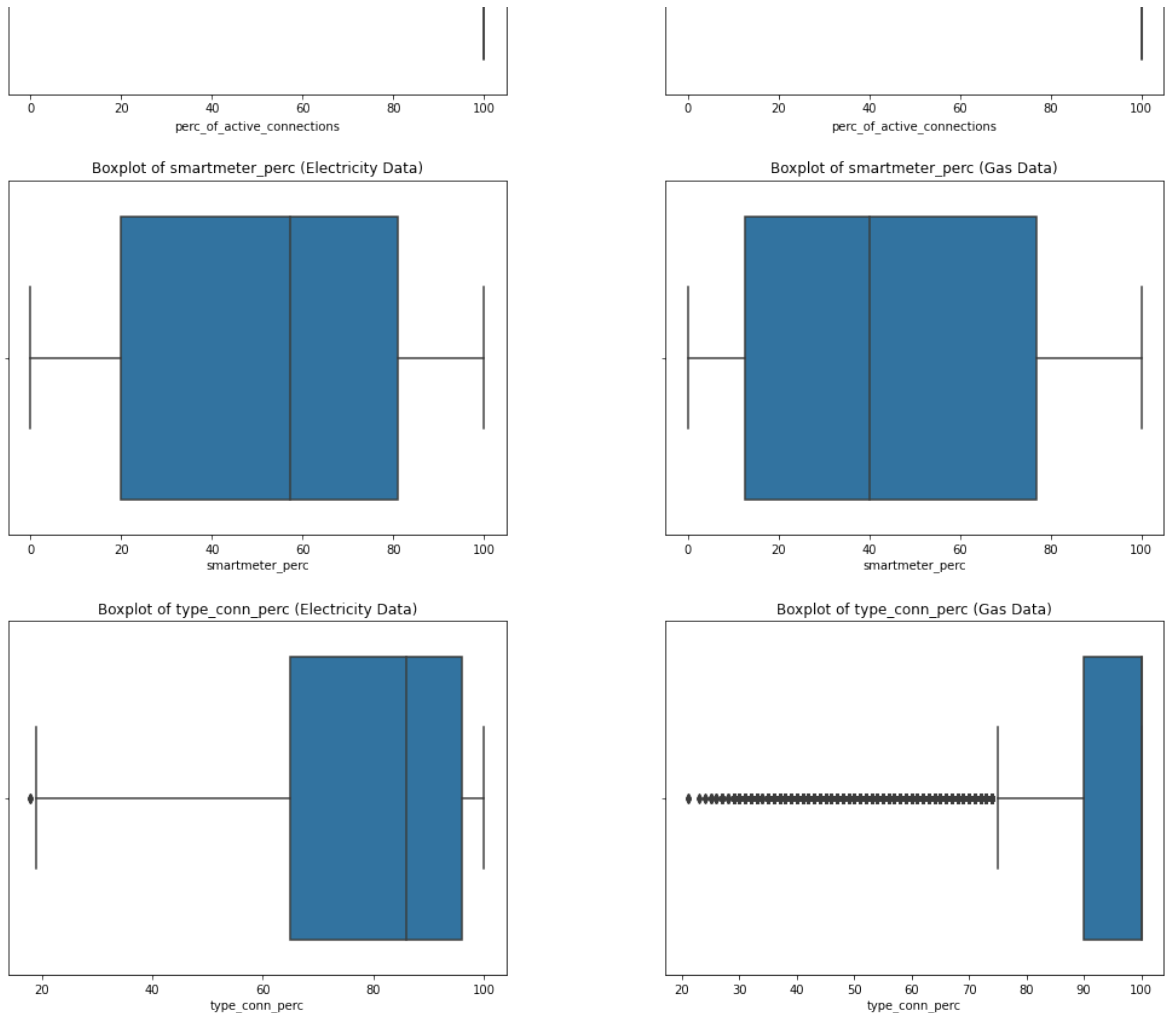 0 20 40 60 80 100
perc_of_active_connections
0 20 40 60 80 100
perc_of_active_connections
Boxplot of smartmeter_perc (Electricity Data)
0 20 40 60 80 100
smartmeter_perc
Boxplot of smartmeter_perc (Gas Data)
0 20 40 60 80 100
smartmeter_perc
Boxplot of type_conn_perc (Electricity Data)
20 40 60 80 100
type_conn_perc
Boxplot of type_conn_perc (Gas Data)
20 30 40 50 60 70 80 90 100
type_conn_perc